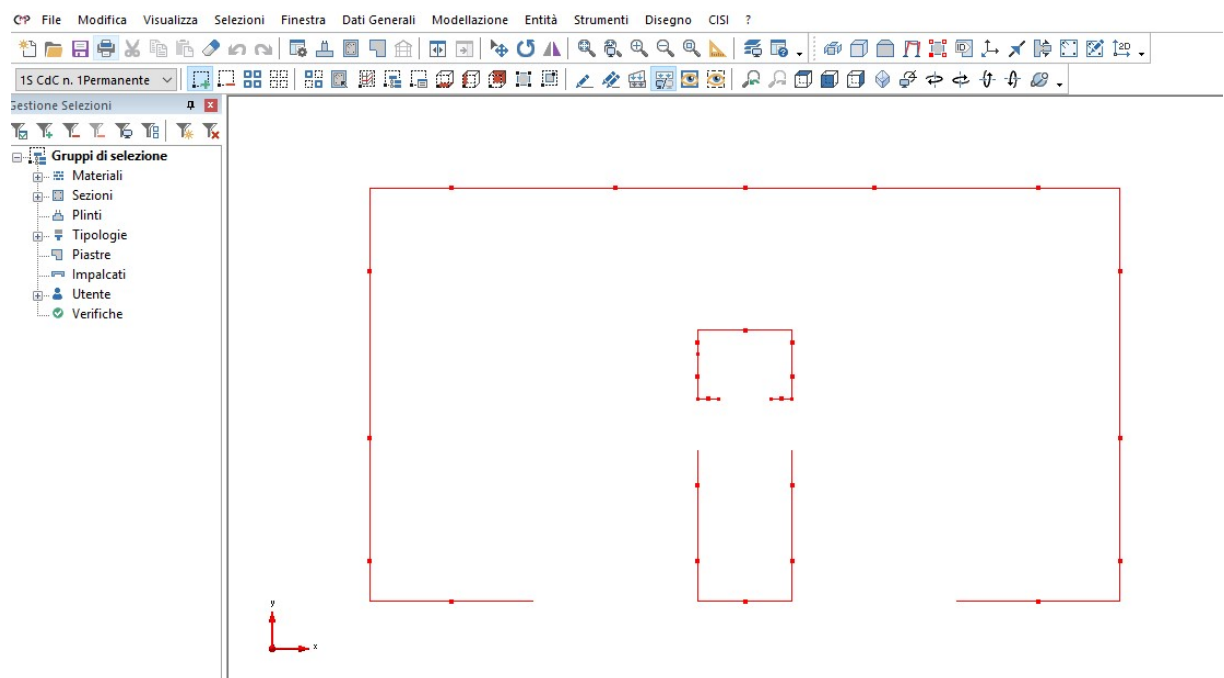 File Modifica Visualizza Selezioni Finestra Dati Generali Modellazione Entità Strumenti Disegno CISI ?
1S CdC n. 1Permanente
Gestione Selezioni
Gruppi di selezione
Materiali
Sezioni
Plinti
Tipologie
Piastre
Impalcati
Utente
Verifiche
y
x